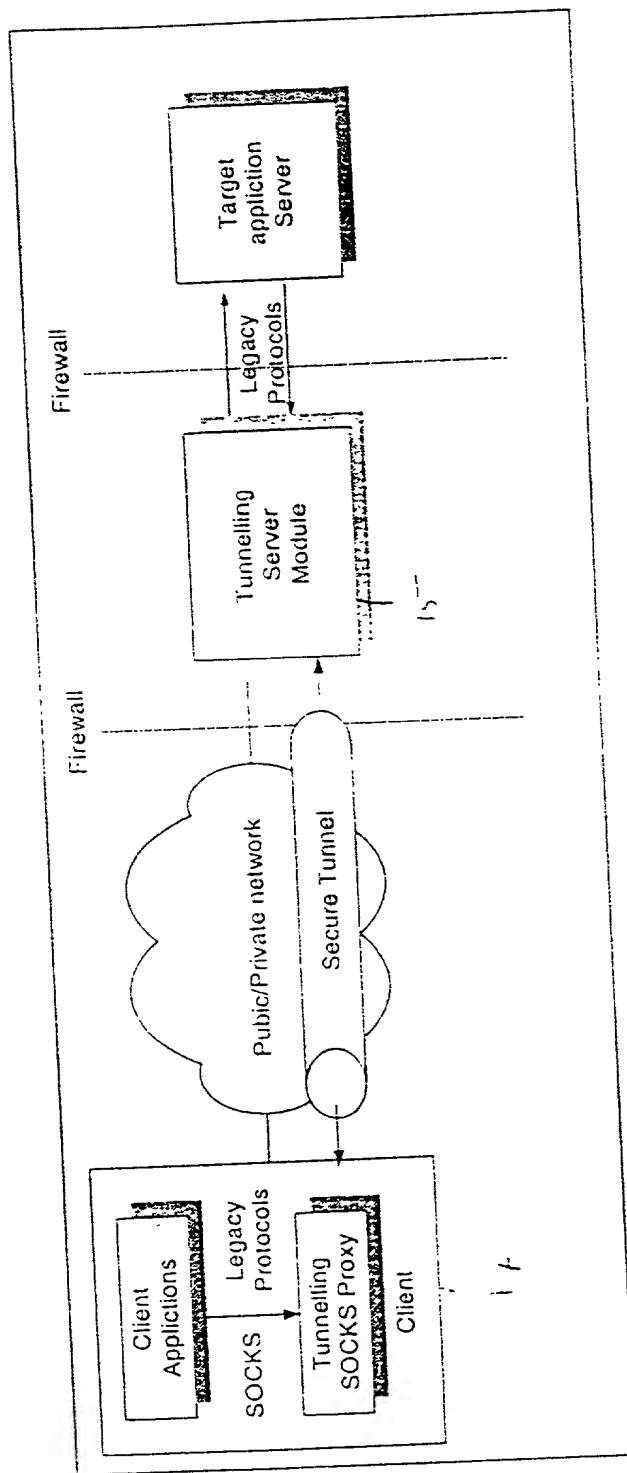 Client
Applictions
SOCKS
Legacy
Protocols
Tunnelling
SOCKS Proxy
Client
Pubic/Private network
Secure Tunnel
Firewall
Tunnelling
Server
Module
15
Firewall
Legacy
Protocols
Target
appliction
Server